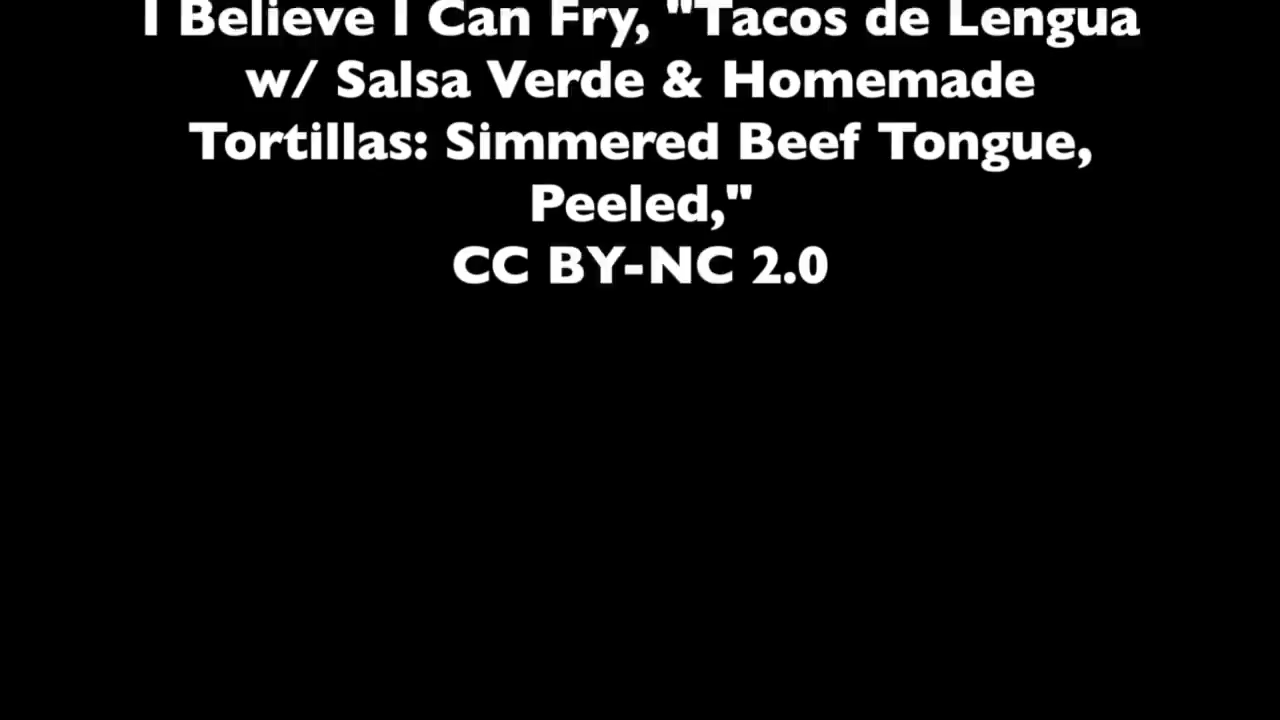 I Believe I Can Fry, "Tacos de Lengua
w/ Salsa Verde & Homemade
Tortillas: Simmered Beef Tongue,
Peeled,"
CC BY-NC 2.0